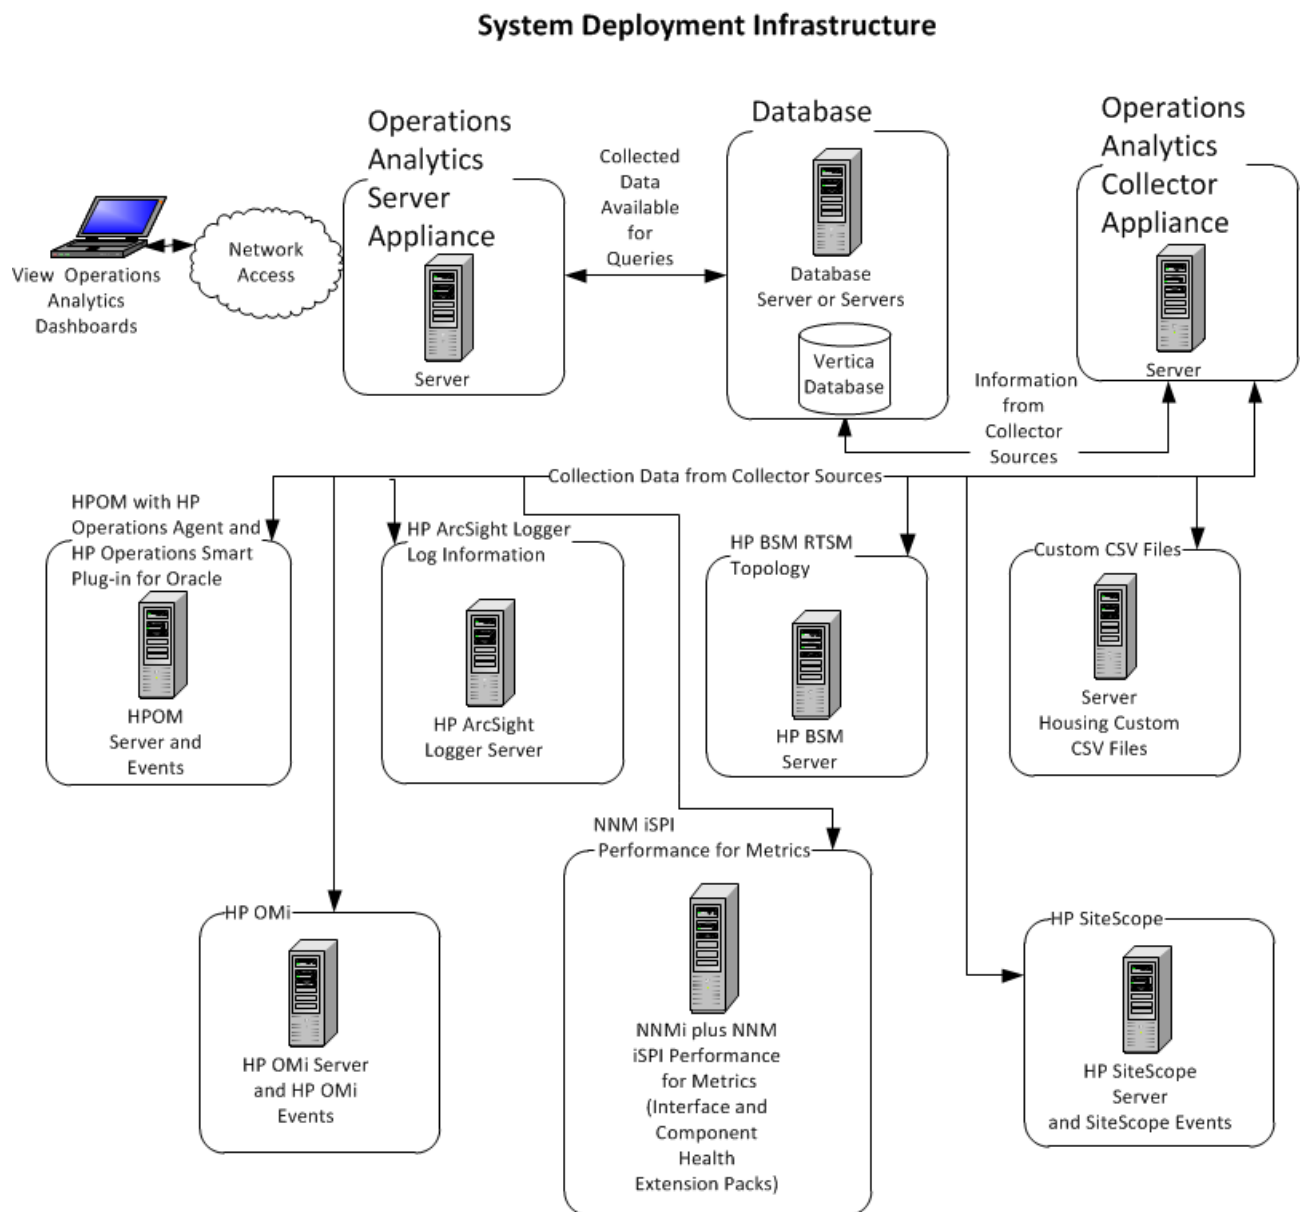 System Deployment Infrastructure
Operations
Analytics
Server
Appliance
Server
Collected
Data
Available
for
Queries
Database
Database
Server or Servers
Vertica
Database
Operations
Analytics
Collector
Appliance
Server
View Operations
Analytics
Dashboards
Network
Access
Information
from
Collector
Sources
Collection Data from Collector Sources
HPOM with HP
Operations Agent and
HP Operations Smart
Plug-in for Oracle
HPOM
Server and
Events
HP ArcSight Logger
Log Information
HP ArcSight
Logger Server
HP BSM RTSM
Topology
HP BSM
Server
Custom CSV Files
Server
Housing Custom
CSV Files
HP OMi
HP OMi Server
and HP OMi
Events
NNM iSPI
Performance for Metrics
NNMi plus NNM
iSPI Performance
for Metrics
(Interface and
Component
Health
Extension Packs)
HP SiteScope
HP SiteScope
Server
and SiteScope Events